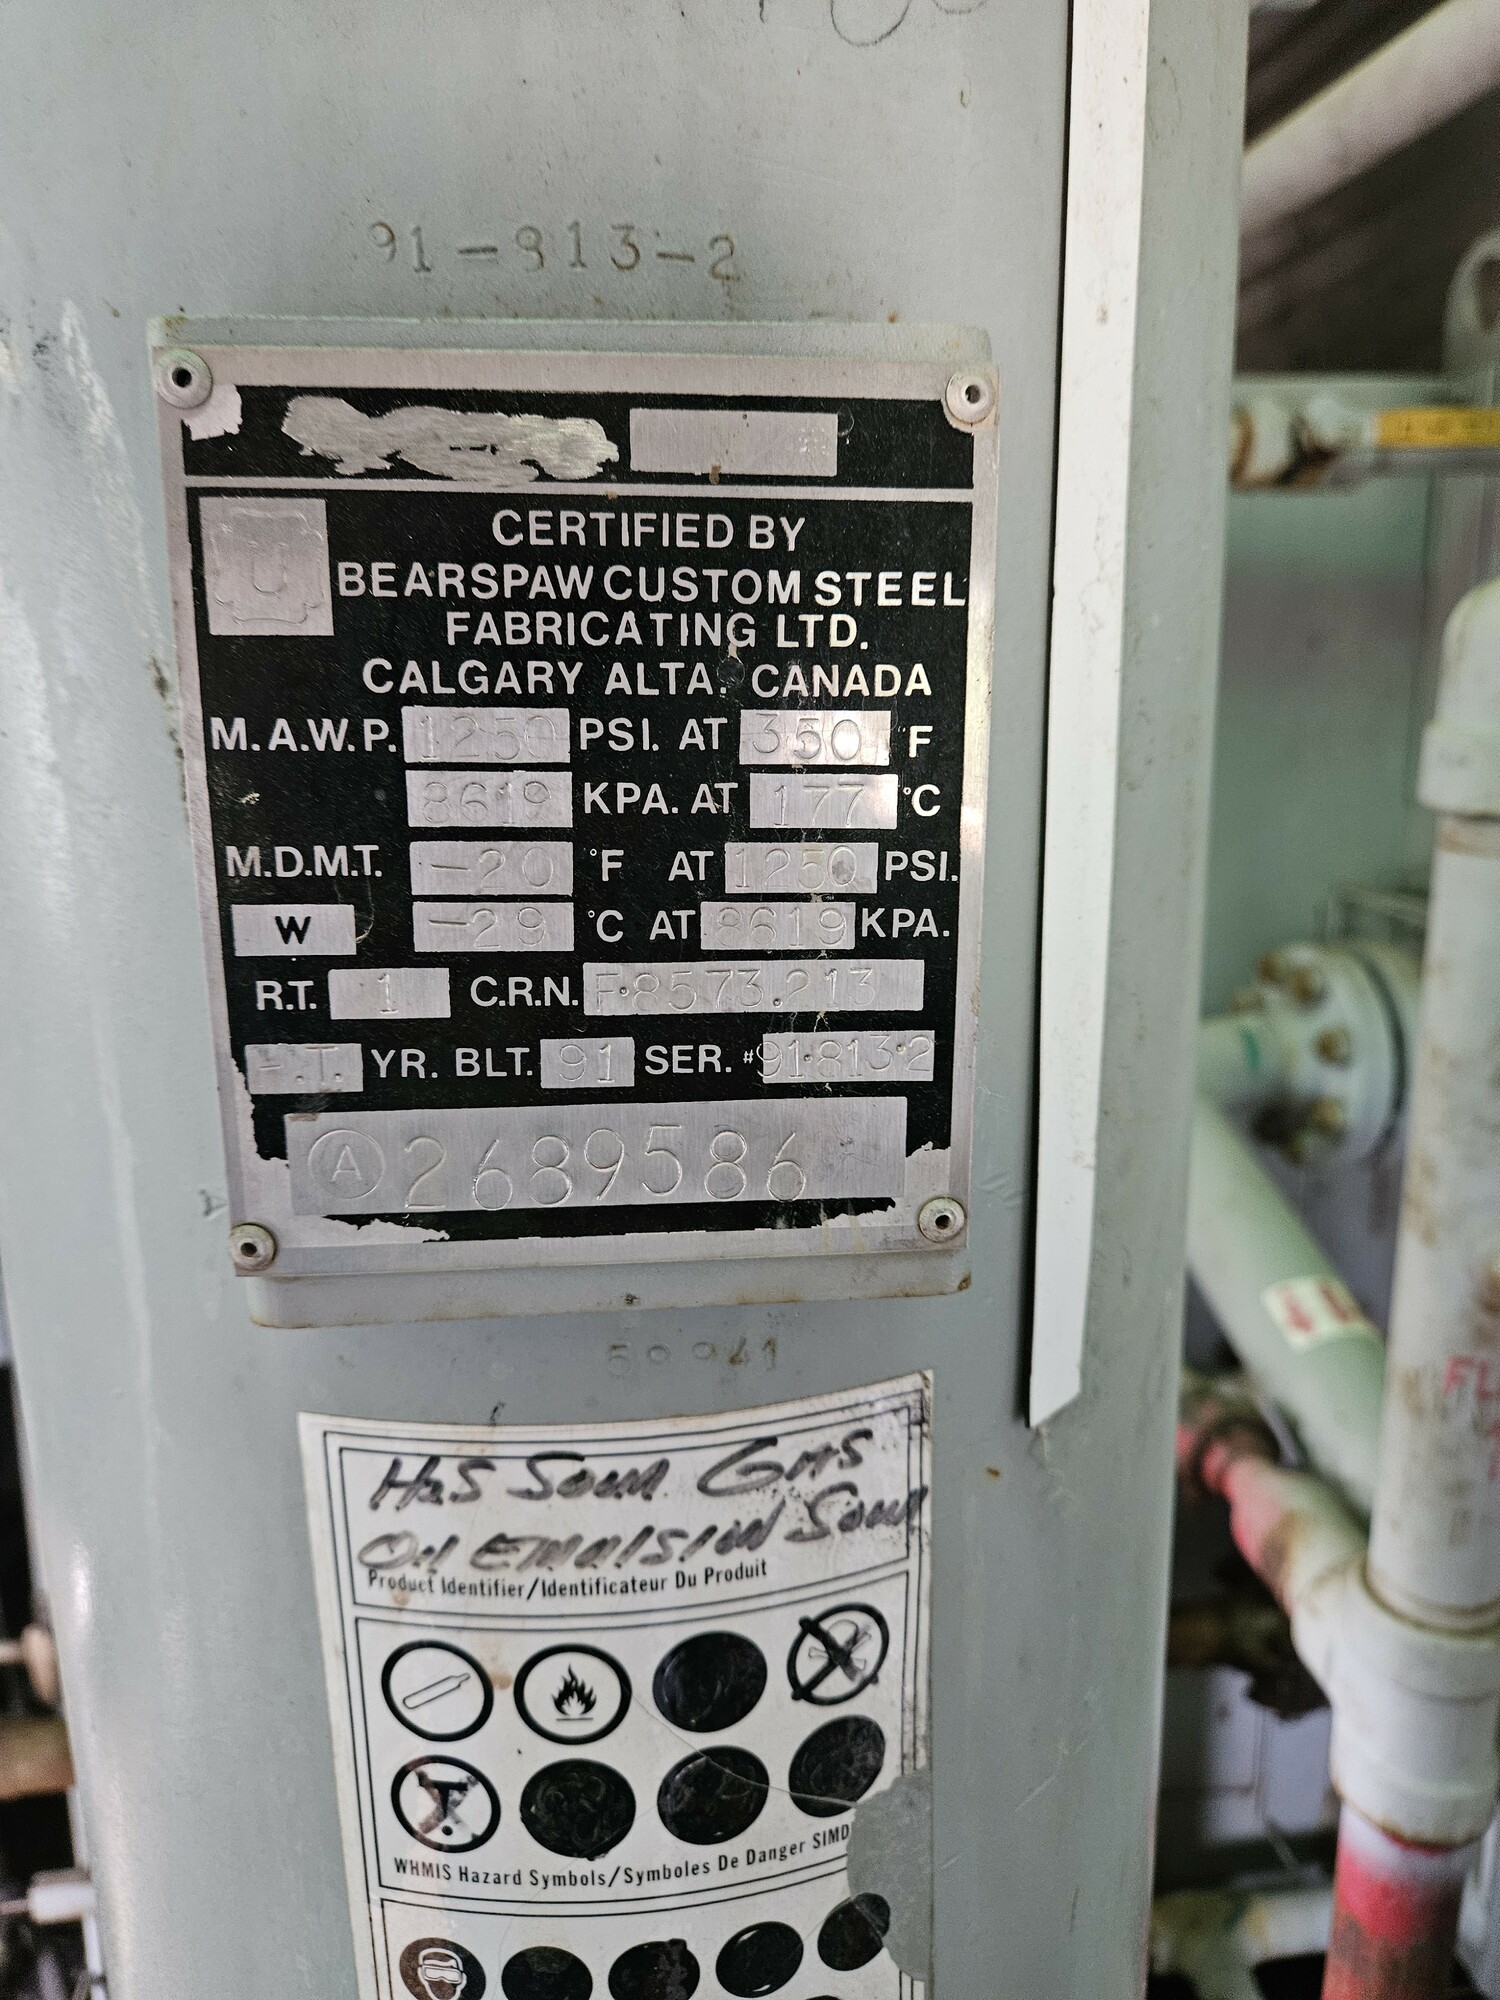 91-813-2
U
CERTIFIED BY
BEARSPAW CUSTOM STEEL
FABRICATING LTD.
CALGARY ALTA. CANADA
M.A.W.P. 1250 PSI. AT 350 °F
8619 KPA. AT 177 °C
M.D.M.T. -20 °F AT 1250 PSI.
W -29 °C AT 8619 KPA.
R.T. 1 C.R.N. F.8573.213
YR. BLT. 91 SER. # 91.813.2
A 2689586
H2S Sour Gas
Oil Emulsion Sour
Product Identifier/Identificateur Du Produit
WHMIS Hazard Symbols/Symboles De Danger SIMD